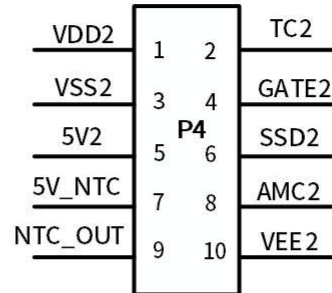 VDD2 1 2 TC2
VSS2 3 4 GATE2
P4
5V2 5 6 SSD2
5V_NTC 7 8 AMC2
NTC_OUT 9 10 VEE2